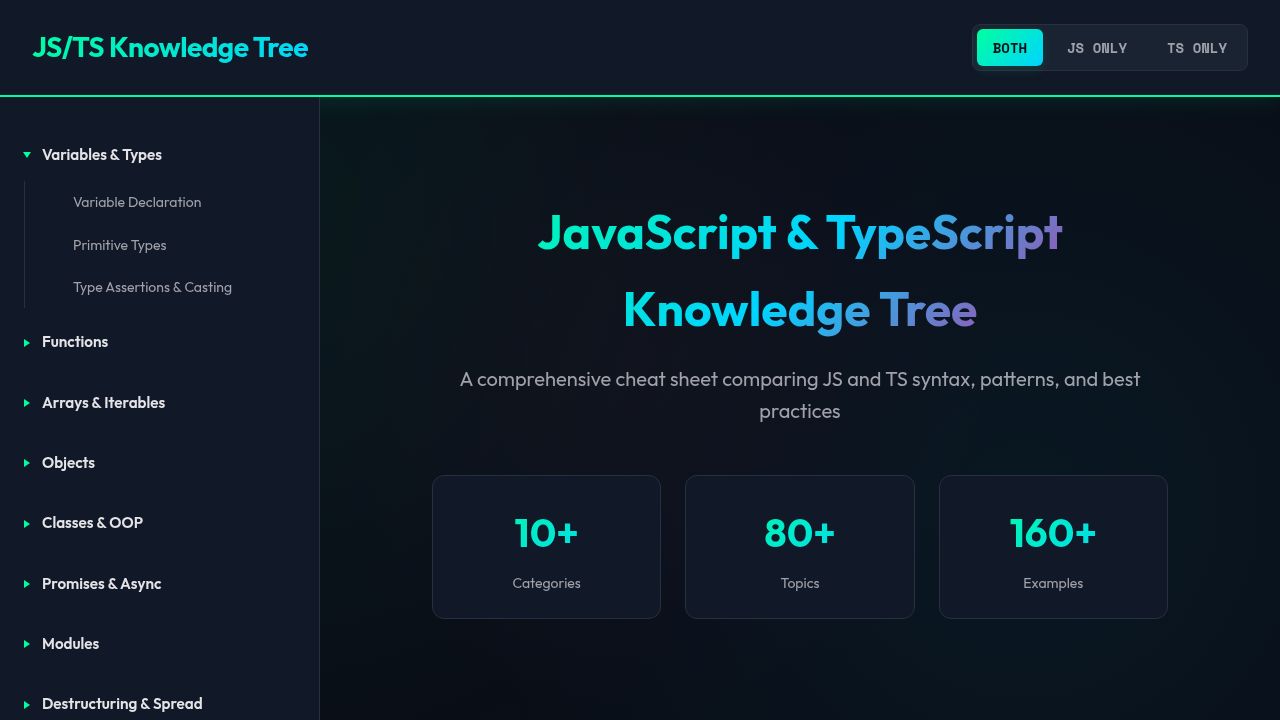 JS/TS Knowledge Tree
BOTH
JS ONLY
TS ONLY
Variables & Types
Variable Declaration
Primitive Types
Type Assertions & Casting
Functions
Arrays & Iterables
Objects
Classes & OOP
Promises & Async
Modules
Destructuring & Spread
JavaScript & TypeScript
Knowledge Tree
A comprehensive cheat sheet comparing JS and TS syntax, patterns, and best
practices
10+
Categories
80+
Topics
160+
Examples